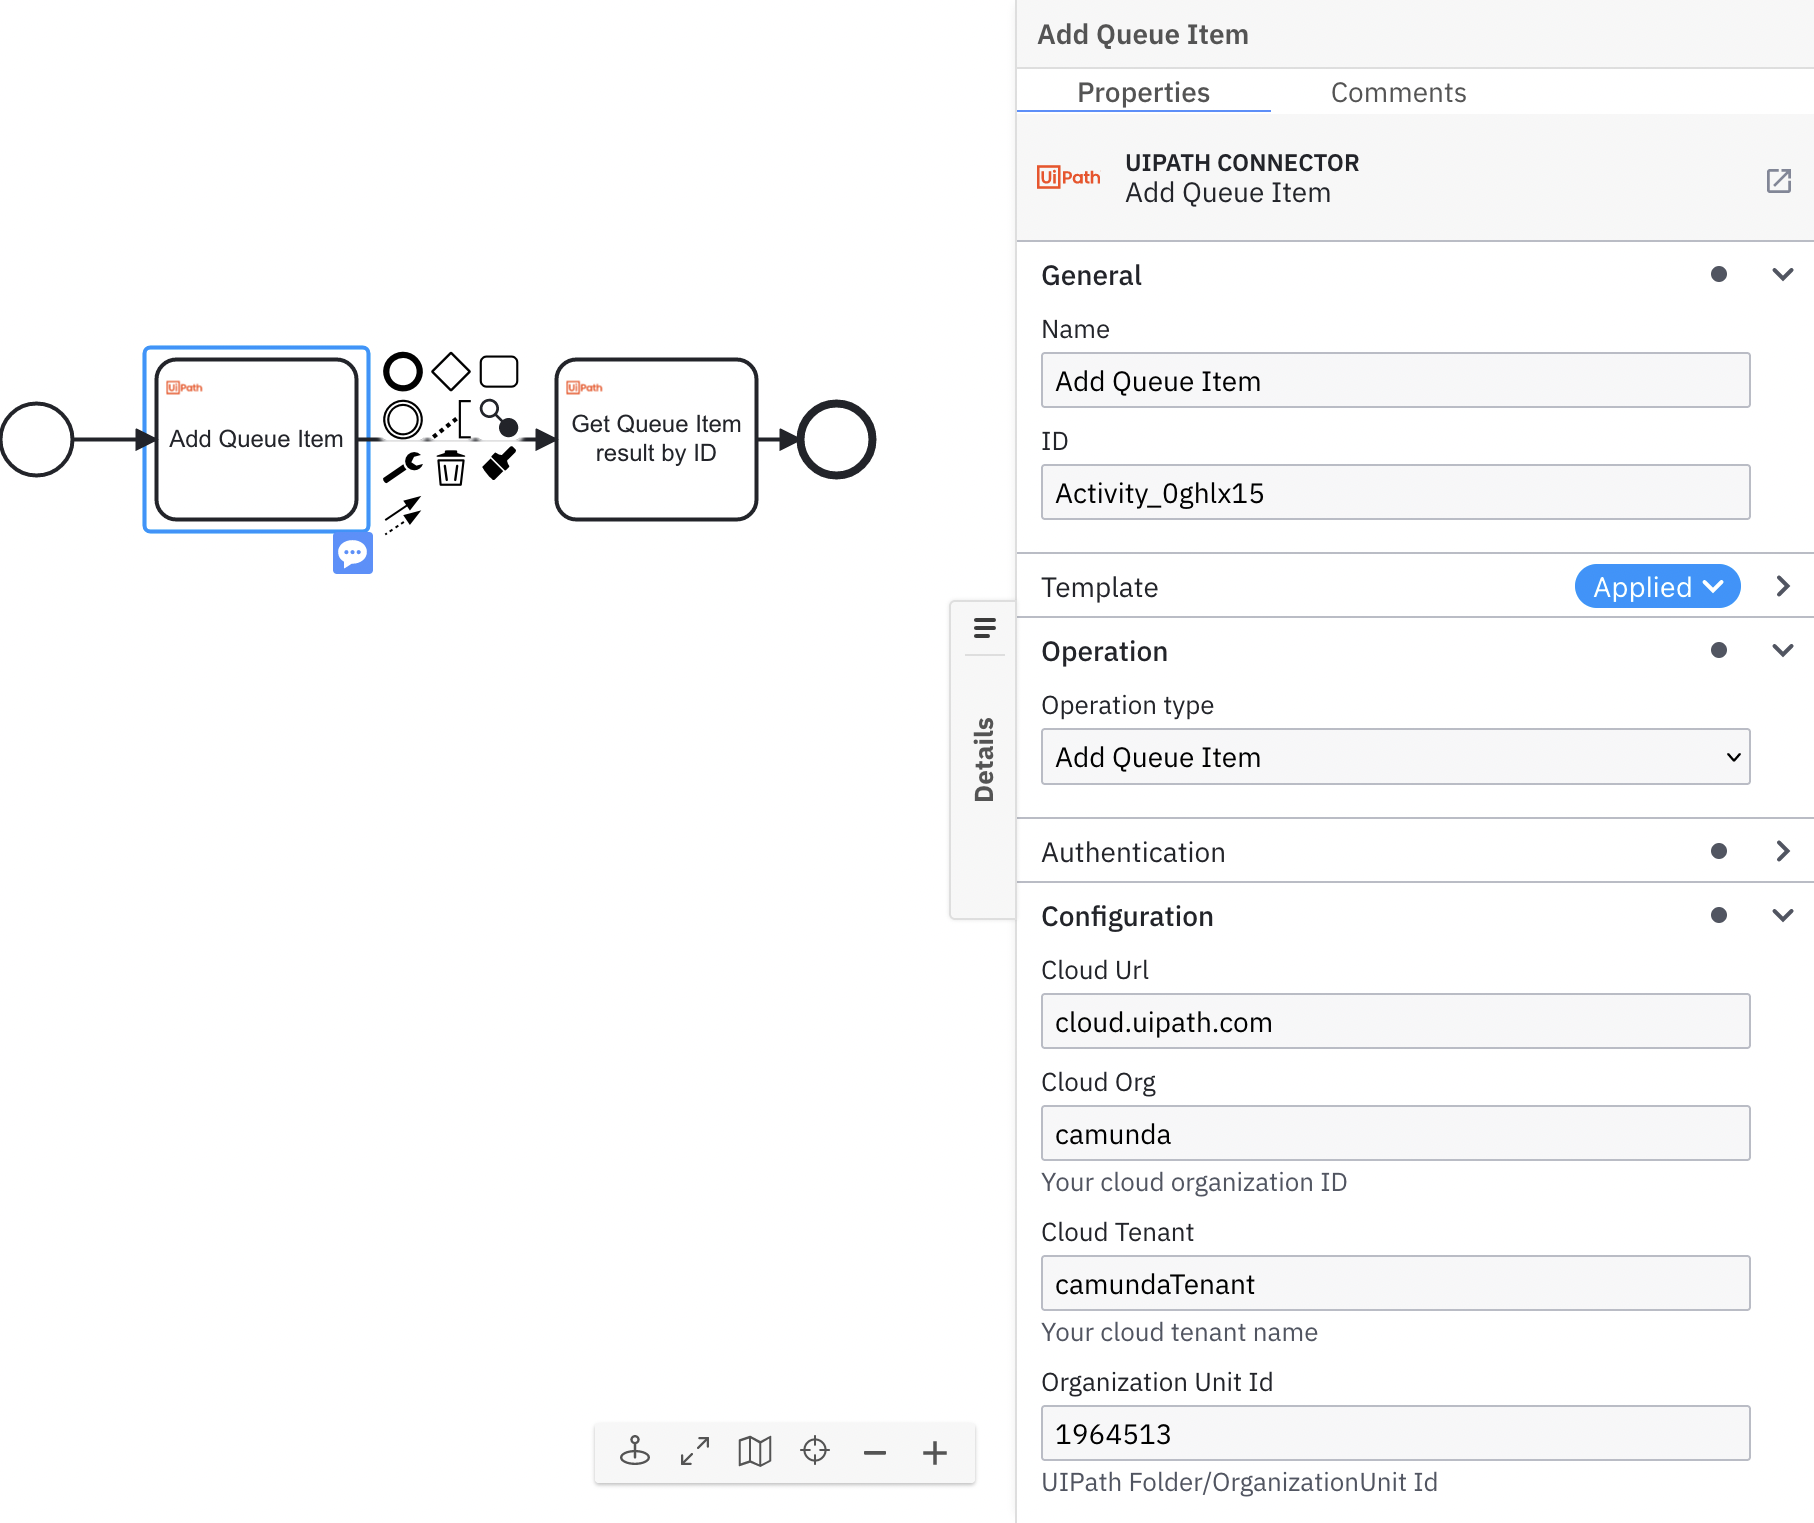 UiPath
Add Queue Item
UiPath
Get Queue Item
result by ID
Details
Add Queue Item
Properties
Comments
UiPath
UIPATH CONNECTOR
Add Queue Item
General
Name
Add Queue Item
ID
Activity_0ghlx15
Template
Applied
Operation
Operation type
Add Queue Item
Authentication
Configuration
Cloud Url
cloud.uipath.com
Cloud Org
camunda
Your cloud organization ID
Cloud Tenant
camundaTenant
Your cloud tenant name
Organization Unit Id
1964513
UIPath Folder/OrganizationUnit Id